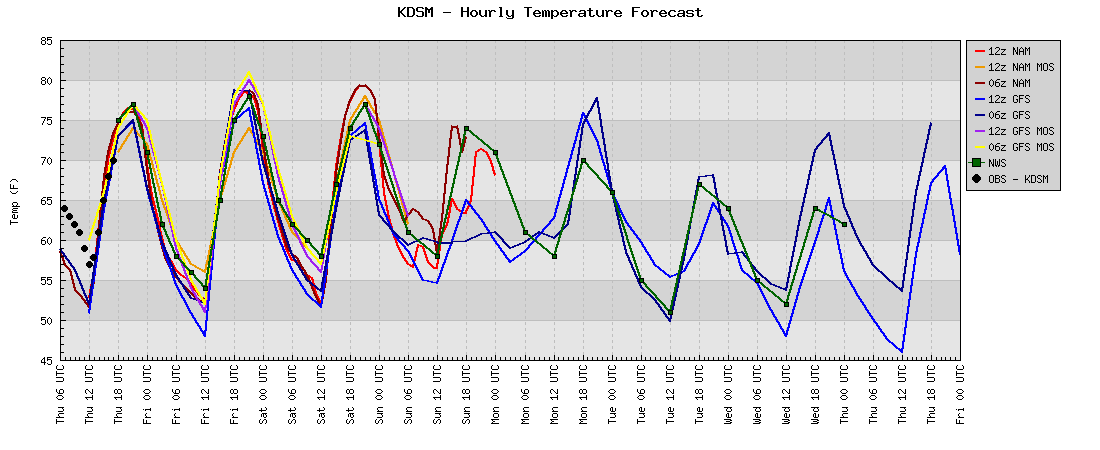 KDSM - Hourly Temperature Forecast
85
80
75
70
65
60
55
50
45
Temp (F)
12z NAM
12z NAM MOS
06z NAM
12z GFS
06z GFS
12z GFS MOS
06z GFS MOS
NWS
OBS - KDSM
Thu 06 UTC
Thu 12 UTC
Thu 18 UTC
Fri 00 UTC
Fri 06 UTC
Fri 12 UTC
Fri 18 UTC
Sat 00 UTC
Sat 06 UTC
Sat 12 UTC
Sat 18 UTC
Sun 00 UTC
Sun 06 UTC
Sun 12 UTC
Sun 18 UTC
Mon 00 UTC
Mon 06 UTC
Mon 12 UTC
Mon 18 UTC
Tue 00 UTC
Tue 06 UTC
Tue 12 UTC
Tue 18 UTC
Wed 00 UTC
Wed 06 UTC
Wed 12 UTC
Wed 18 UTC
Thu 00 UTC
Thu 06 UTC
Thu 12 UTC
Thu 18 UTC
Fri 00 UTC